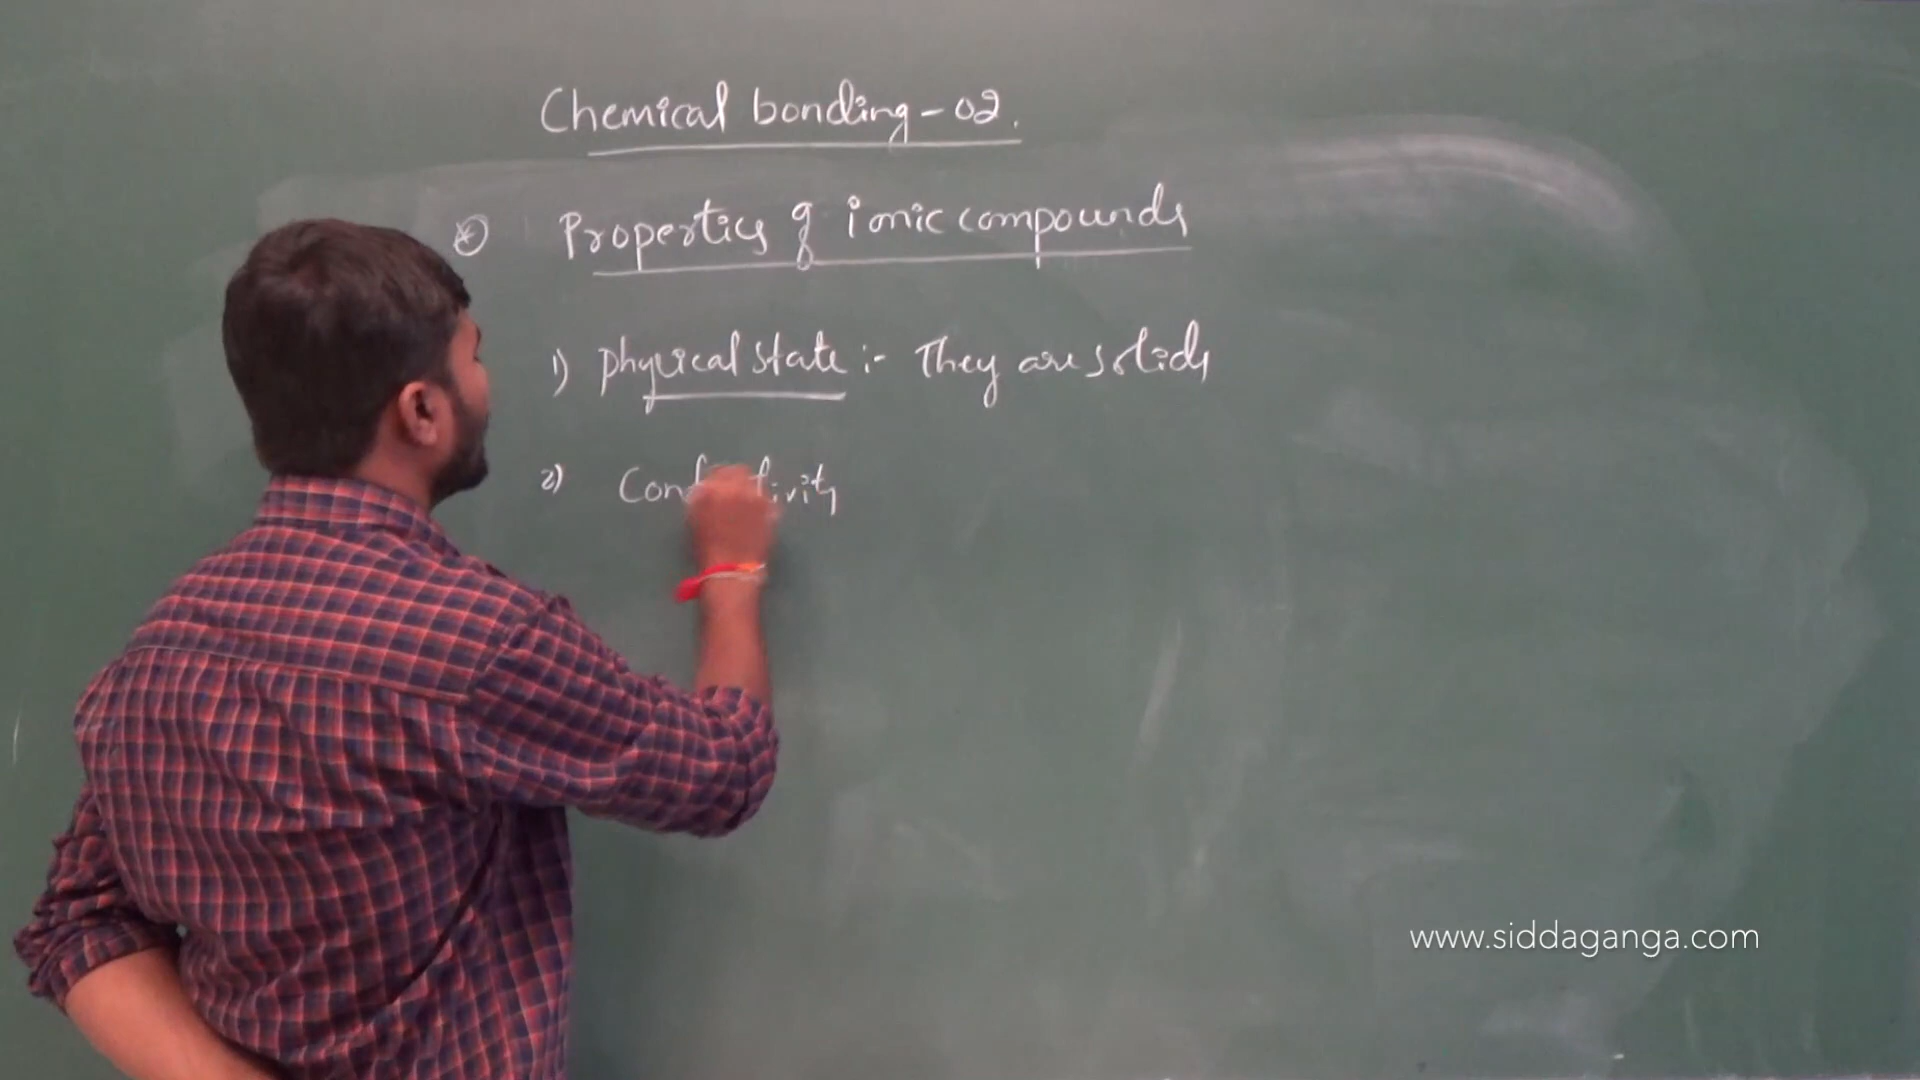 Chemical bonding - 02.
Properties of ionic compounds
1) Physical state :- They are solids
2) Conductivity
www.siddaganga.com